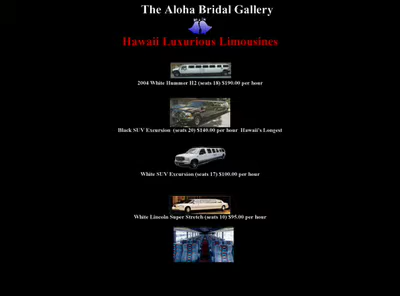 The Aloha Bridal Gallery
Hawaii Luxurious Limousines
2004 White Hummer H2 (seats 18) $190.00 per hour
Black SUV Excursion (seats 20) $140.00 per hour Hawaii's Longest
White SUV Excursion (seats 17) $100.00 per hour
White Lincoln Super Stretch (seats 10) $95.00 per hour